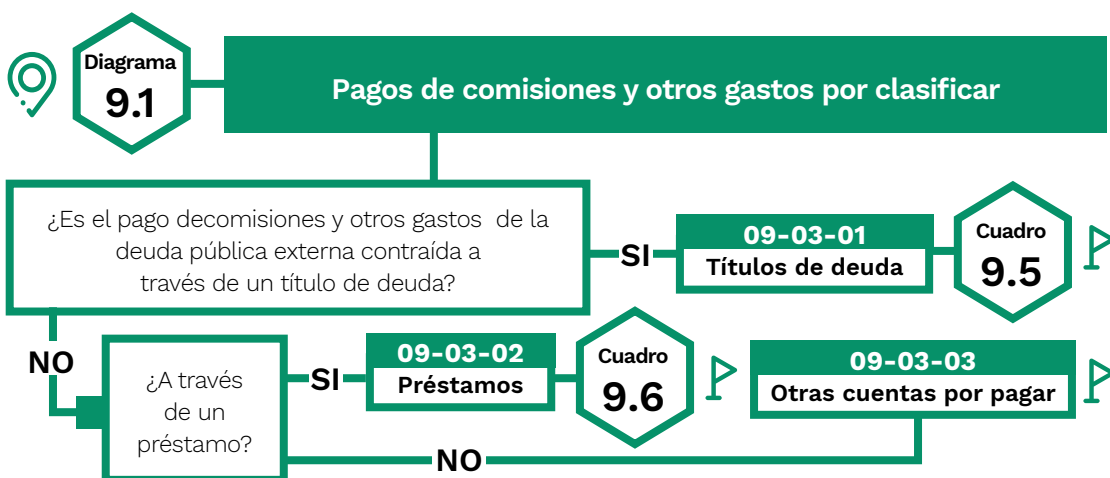 Diagrama
9.1
Pagos de comisiones y otros gastos por clasificar
¿Es el pago decomisiones y otros gastos de la
deuda pública externa contraída a
través de un título de deuda?
SI
09-03-01
Títulos de deuda
Cuadro
9.5
NO
¿A través
de un
préstamo?
SI
09-03-02
Préstamos
Cuadro
9.6
09-03-03
Otras cuentas por pagar
NO